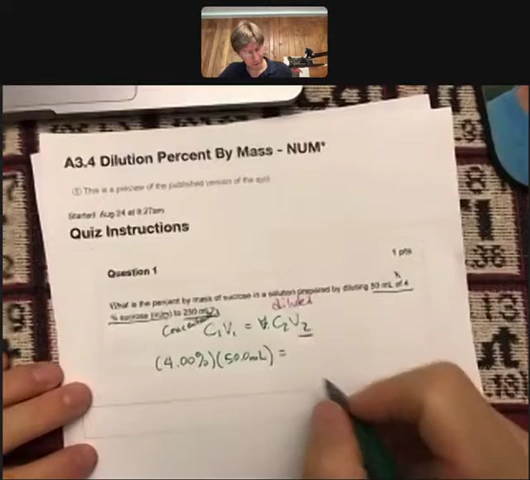 A3.4 Dilution Percent By Mass - NUM*
This is a preview of the published version of the quiz
Started: Aug 24 at 8:27am
Quiz Instructions
1 pts
Question 1
What is the percent by mass of sucrose in a solution prepared by diluting 50 mL of 4
% sucrose (m/m) to 250 mL?
diluted
C₁V₁ = C₂V₂
(4.00%)(50.0mL) =